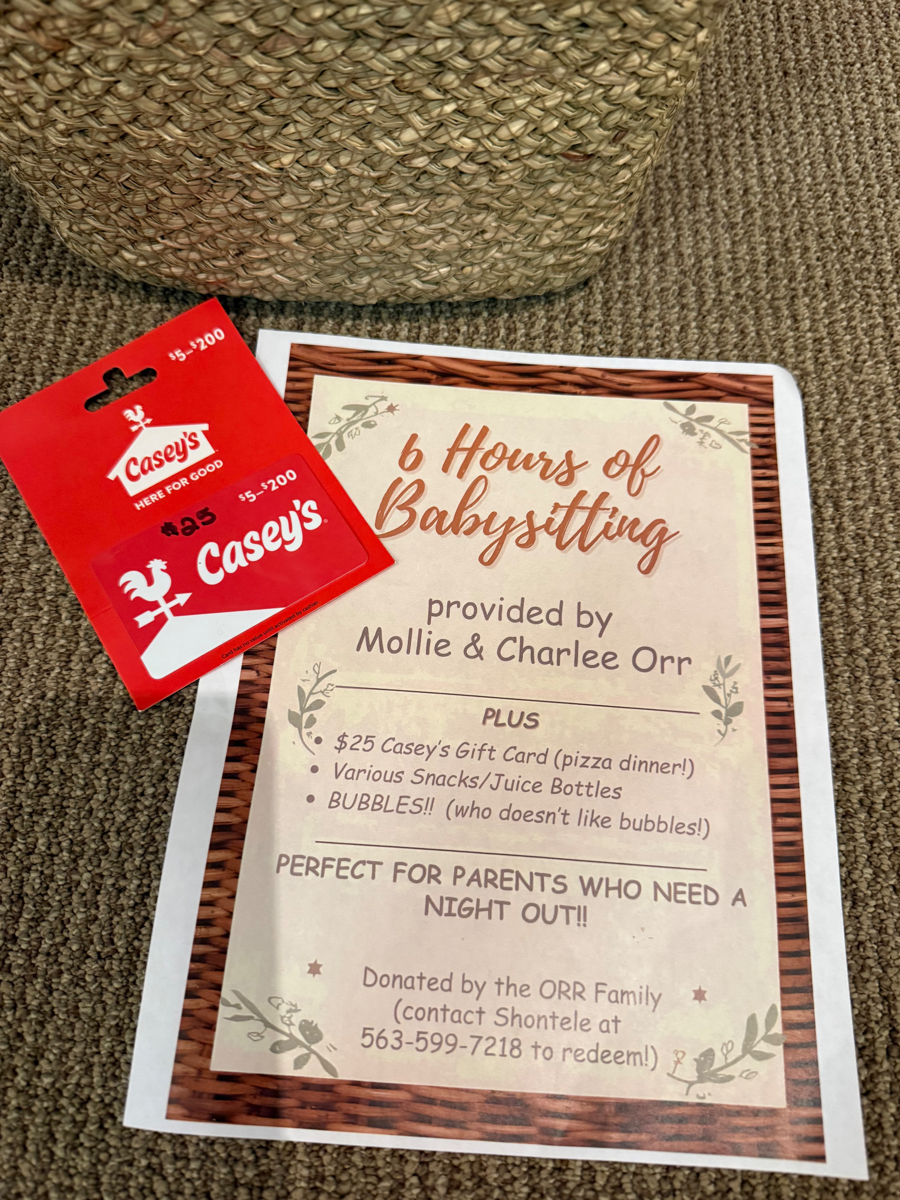 $5–$200
Casey's
HERE FOR GOOD
$5–$200
$25
Casey's
6 Hours of
Babysitting
provided by
Mollie & Charlee Orr
PLUS
• $25 Casey's Gift Card (pizza dinner!)
• Various Snacks/Juice Bottles
• BUBBLES!! (who doesn't like bubbles!)
PERFECT FOR PARENTS WHO NEED A
NIGHT OUT!!
Donated by the ORR Family
(contact Shontele at
563-599-7218 to redeem!)